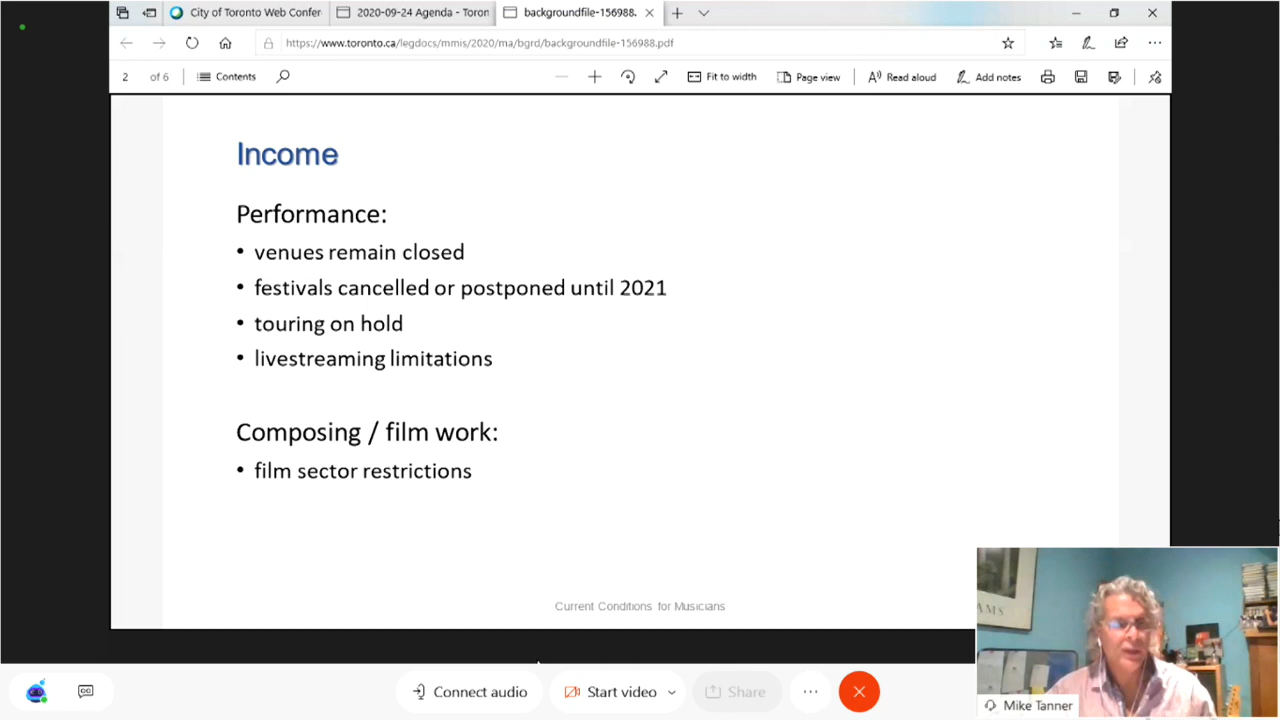 City of Toronto Web Confer
2020-09-24 Agenda - Toron
backgroundfile-156988.
https://www.toronto.ca/legdocs/mmis/2020/ma/bgrd/backgroundfile-156988.pdf
2 of 6 Contents Fit to width Page view Read aloud Add notes
Income
Performance:
• venues remain closed
• festivals cancelled or postponed until 2021
• touring on hold
• livestreaming limitations
Composing / film work:
• film sector restrictions
Current Conditions for Musicians
AMS.
Mike Tanner
CC Connect audio Start video Share